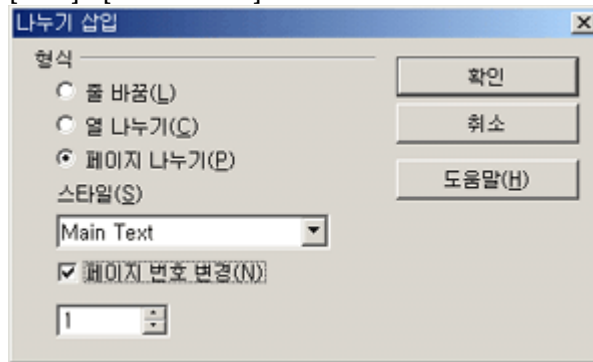 나누기 삽입
형식
줄 바꿈(L)
열 나누기(C)
페이지 나누기(P)
스타일(S)
Main Text
페이지 번호 변경(N)
1
확인
취소
도움말(H)